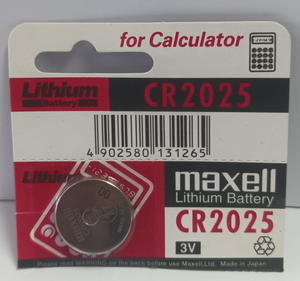 for Calculator
Lithium
Battery
CR2025
4 902580 131265
Lithium
maxell
Lithium Battery
CR2025
3V
Please read WARNING on the back before use Maxell,Ltd. Made in Japan